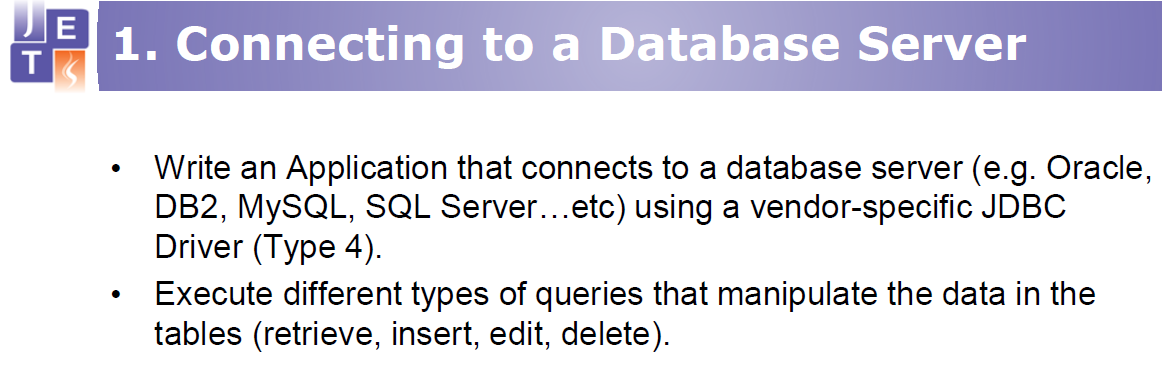 J E
T
1. Connecting to a Database Server
• Write an Application that connects to a database server (e.g. Oracle,
DB2, MySQL, SQL Server…etc) using a vendor-specific JDBC
Driver (Type 4).
• Execute different types of queries that manipulate the data in the
tables (retrieve, insert, edit, delete).